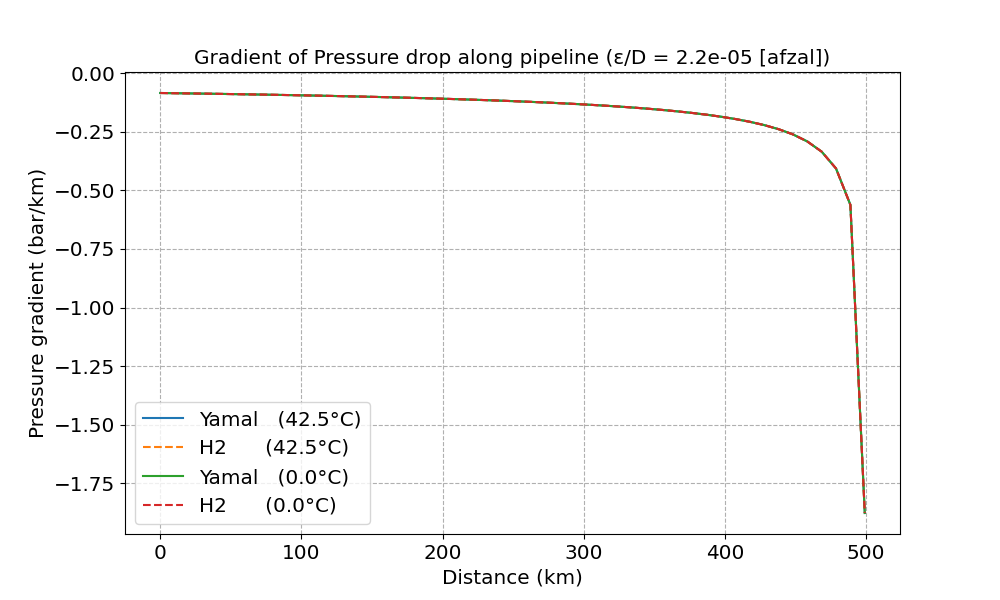 Gradient of Pressure drop along pipeline (ε/D = 2.2e-05 [afzal])
Pressure gradient (bar/km)
0.00
−0.25
−0.50
−0.75
−1.00
−1.25
−1.50
−1.75
Yamal (42.5°C)
H2 (42.5°C)
Yamal (0.0°C)
H2 (0.0°C)
0 100 200 300 400 500
Distance (km)